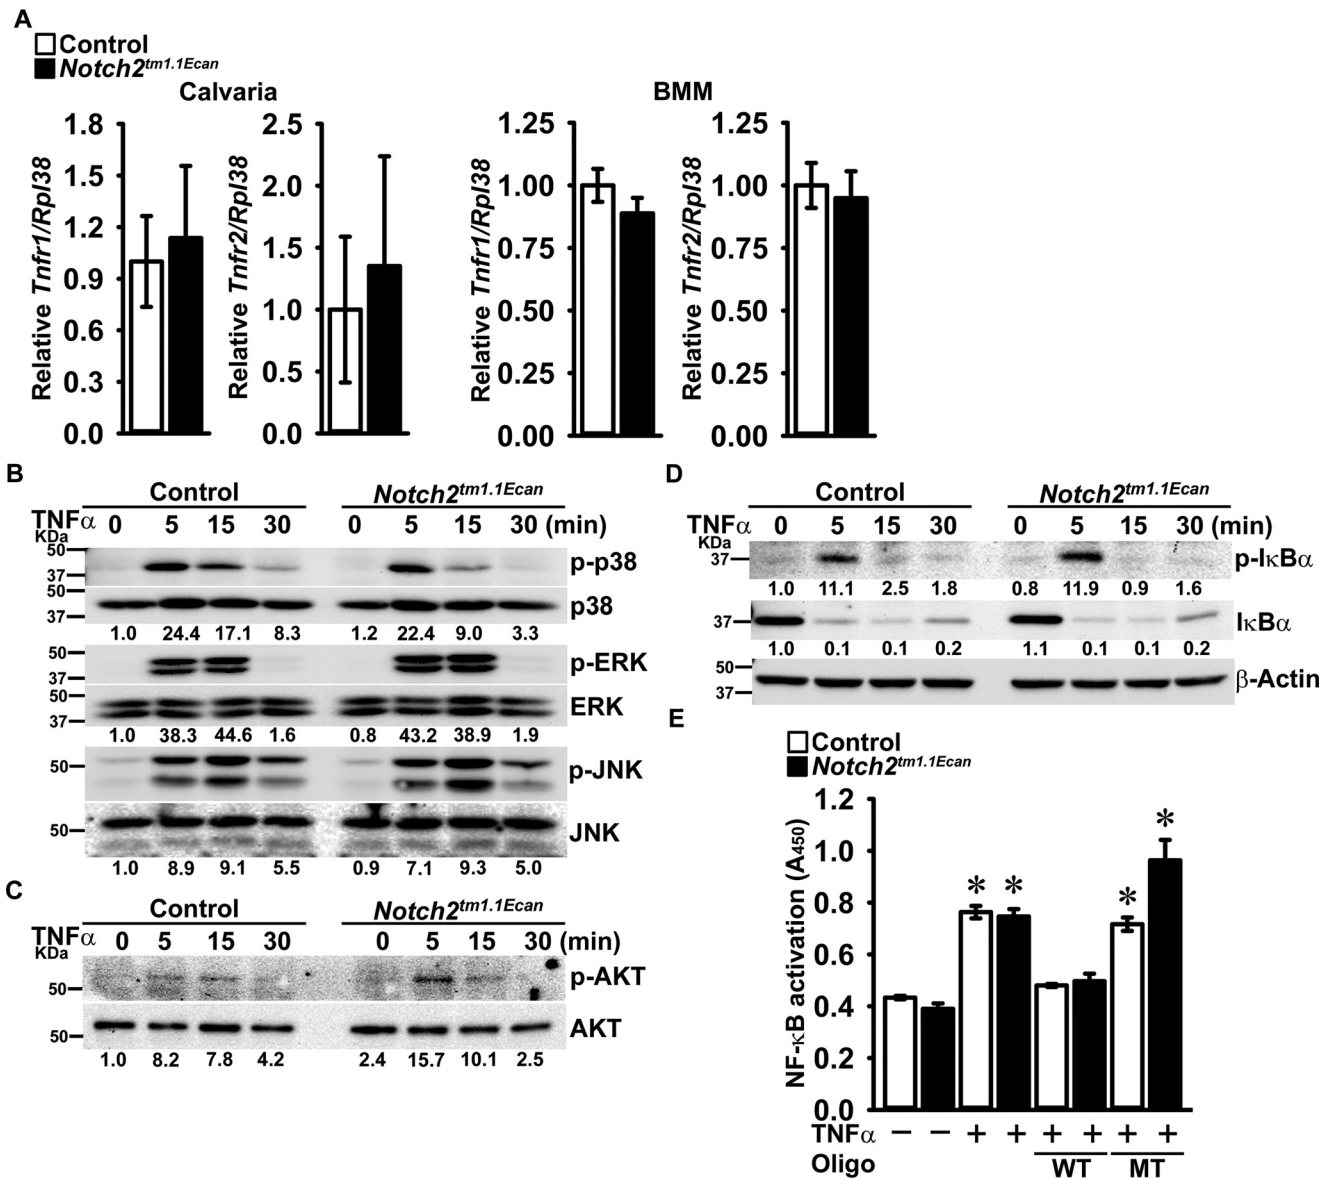 A
Control
Notch2tm1.1Ecan
Calvaria
BMM
Relative Tnfr1/Rpl38
1.8
1.5
1.2
0.9
0.6
0.3
0.0
Relative Tnfr2/Rpl38
2.5
2.0
1.5
1.0
0.5
0.0
Relative Tnfr1/Rpl38
1.25
1.00
0.75
0.50
0.25
0.00
Relative Tnfr2/Rpl38
1.25
1.00
0.75
0.50
0.25
0.00
B
Control Notch2tm1.1Ecan
TNFα 0 5 15 30 0 5 15 30 (min)
KDa
50
37
p-p38
50
37
p38
1.0 24.4 17.1 8.3 1.2 22.4 9.0 3.3
50
37
p-ERK
50
37
ERK
1.0 38.3 44.6 1.6 0.8 43.2 38.9 1.9
50
p-JNK
50
JNK
1.0 8.9 9.1 5.5 0.9 7.1 9.3 5.0
C
Control Notch2tm1.1Ecan
TNFα 0 5 15 30 0 5 15 30 (min)
KDa
50
p-AKT
50
AKT
1.0 8.2 7.8 4.2 2.4 15.7 10.1 2.5
D
Control Notch2tm1.1Ecan
TNFα 0 5 15 30 0 5 15 30 (min)
KDa
37
p-IκBα
1.0 11.1 2.5 1.8 0.8 11.9 0.9 1.6
37
IκBα
1.0 0.1 0.1 0.2 1.1 0.1 0.1 0.2
50
37
β-Actin
E
Control
Notch2tm1.1Ecan
NF-κB activation (A450)
1.2
1.0
0.8
0.6
0.4
0.2
0.0
* * * *
TNFα − − + + + + + +
Oligo WT MT